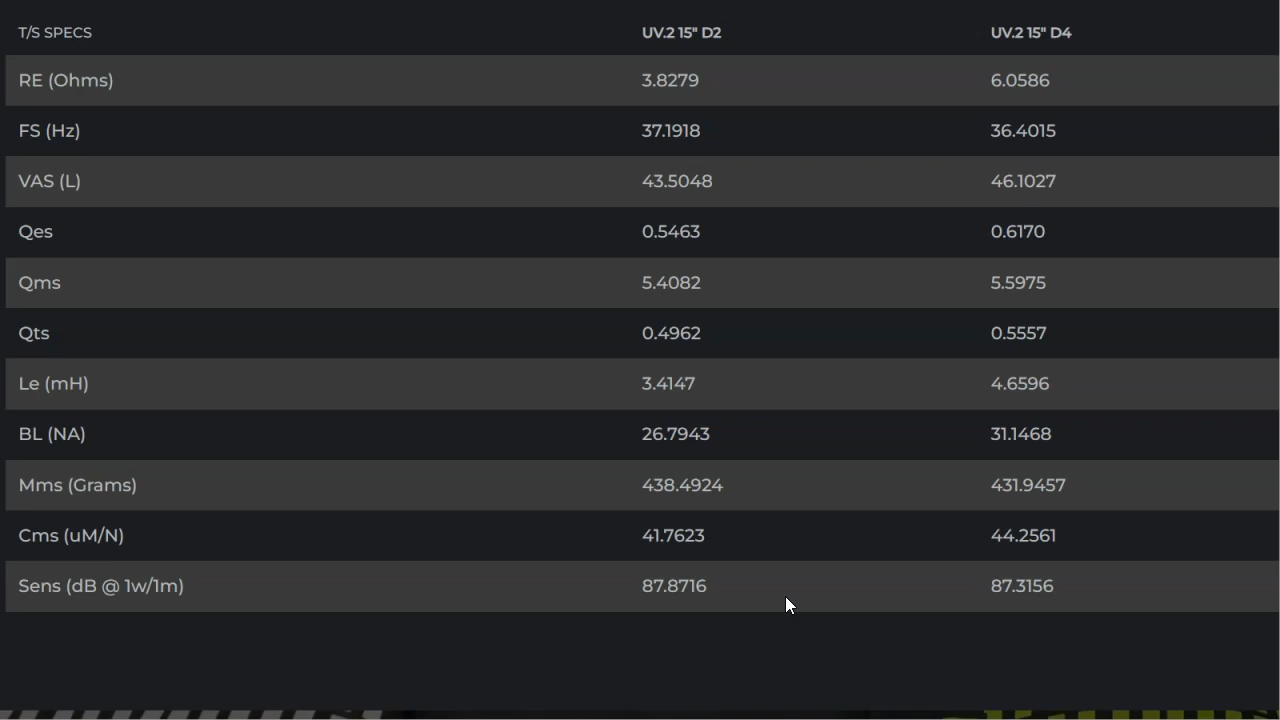 T/S SPECS UV.2 15" D2 UV.2 15" D4
RE (Ohms) 3.8279 6.0586
FS (Hz) 37.1918 36.4015
VAS (L) 43.5048 46.1027
Qes 0.5463 0.6170
Qms 5.4082 5.5975
Qts 0.4962 0.5557
Le (mH) 3.4147 4.6596
BL (NA) 26.7943 31.1468
Mms (Grams) 438.4924 431.9457
Cms (uM/N) 41.7623 44.2561
Sens (dB @ 1w/1m) 87.8716 87.3156